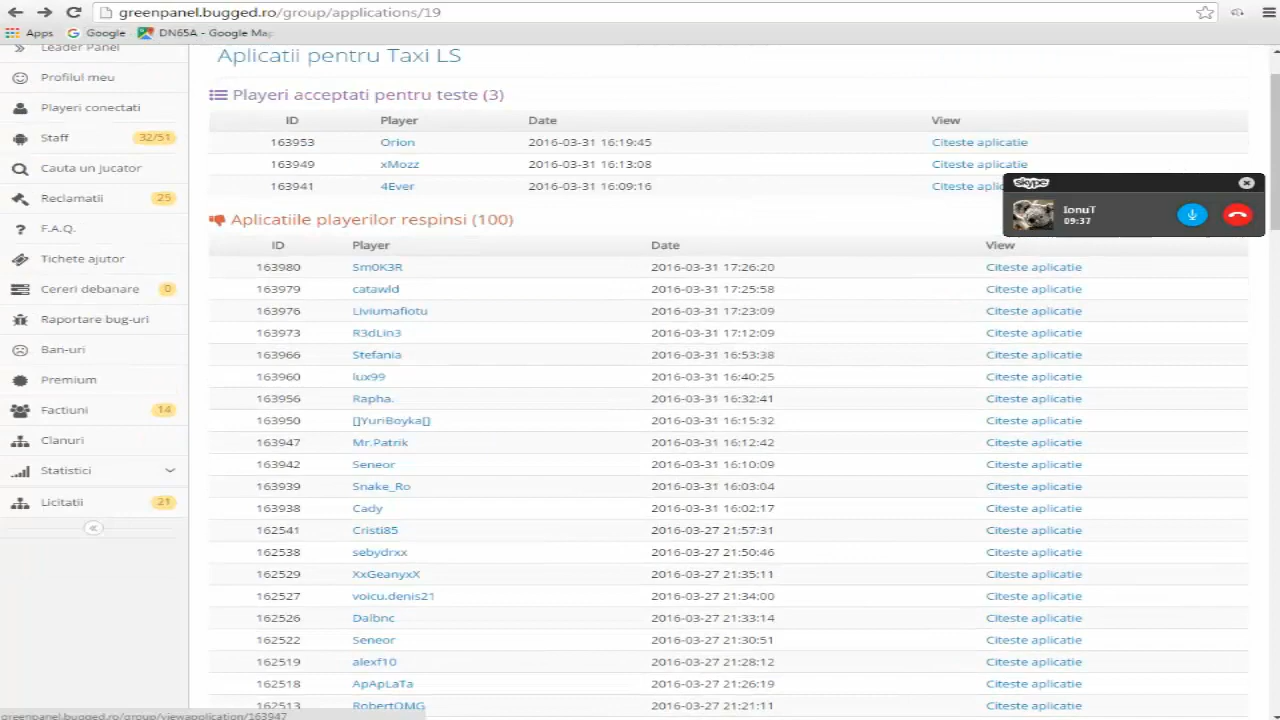 greenpanel.bugged.ro/group/applications/19
Apps Google DN65A - Google Ma
Leader Panel
Profilul meu
Playeri conectati
Staff 32/51
Cauta un jucator
Reclamatii 25
F.A.Q.
Tichete ajutor
Cereri debanare 0
Raportare bug-uri
Ban-uri
Premium
Factiuni 14
Clanuri
Statistici
Licitatii 21
Aplicatii pentru Taxi LS
Playeri acceptati pentru teste (3)
ID Player Date View
163953 Orion 2016-03-31 16:19:45 Citeste aplicatie
163949 xMozz 2016-03-31 16:13:08 Citeste aplicatie
163941 4Ever 2016-03-31 16:09:16 Citeste aplic
skype
IonuT
09:37
Aplicatiile playerilor respinsi (100)
ID Player Date View
163980 Sm0K3R 2016-03-31 17:26:20 Citeste aplicatie
163979 catawld 2016-03-31 17:25:58 Citeste aplicatie
163976 Liviumafiotu 2016-03-31 17:23:09 Citeste aplicatie
163973 R3dLin3 2016-03-31 17:12:09 Citeste aplicatie
163966 Stefania 2016-03-31 16:53:38 Citeste aplicatie
163960 lux99 2016-03-31 16:40:25 Citeste aplicatie
163956 Rapha. 2016-03-31 16:32:41 Citeste aplicatie
163950 []YuriBoyka[] 2016-03-31 16:15:32 Citeste aplicatie
163947 Mr.Patrik 2016-03-31 16:12:42 Citeste aplicatie
163942 Seneor 2016-03-31 16:10:09 Citeste aplicatie
163939 Snake_Ro 2016-03-31 16:03:04 Citeste aplicatie
163938 Cady 2016-03-31 16:02:17 Citeste aplicatie
162541 Cristi85 2016-03-27 21:57:31 Citeste aplicatie
162538 sebydrxx 2016-03-27 21:50:46 Citeste aplicatie
162529 XxGeanyxX 2016-03-27 21:35:11 Citeste aplicatie
162527 voicu.denis21 2016-03-27 21:34:00 Citeste aplicatie
162526 Dalbnc 2016-03-27 21:33:14 Citeste aplicatie
162522 Seneor 2016-03-27 21:30:51 Citeste aplicatie
162519 alexf10 2016-03-27 21:28:12 Citeste aplicatie
162518 ApApLaTa 2016-03-27 21:26:19 Citeste aplicatie
162513 RobertOMG 2016-03-27 21:21:11 Citeste aplicatie
greenpanel.bugged.ro/group/viewapplication/163947